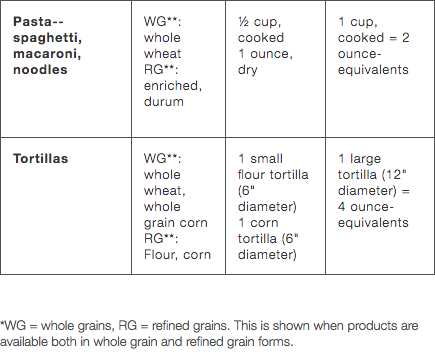 Pasta--
spaghetti,
macaroni,
noodles
WG**:
whole
wheat
RG**:
enriched,
durum
½ cup,
cooked
1 ounce,
dry
1 cup,
cooked = 2
ounce-
equivalents
Tortillas
WG**:
whole
wheat,
whole
grain corn
RG**:
Flour, corn
1 small
flour tortilla
(6"
diameter)
1 corn
tortilla (6"
diameter)
1 large
tortilla (12"
diameter) =
4 ounce-
equivalents
*WG = whole grains, RG = refined grains. This is shown when products are
available both in whole grain and refined grain forms.